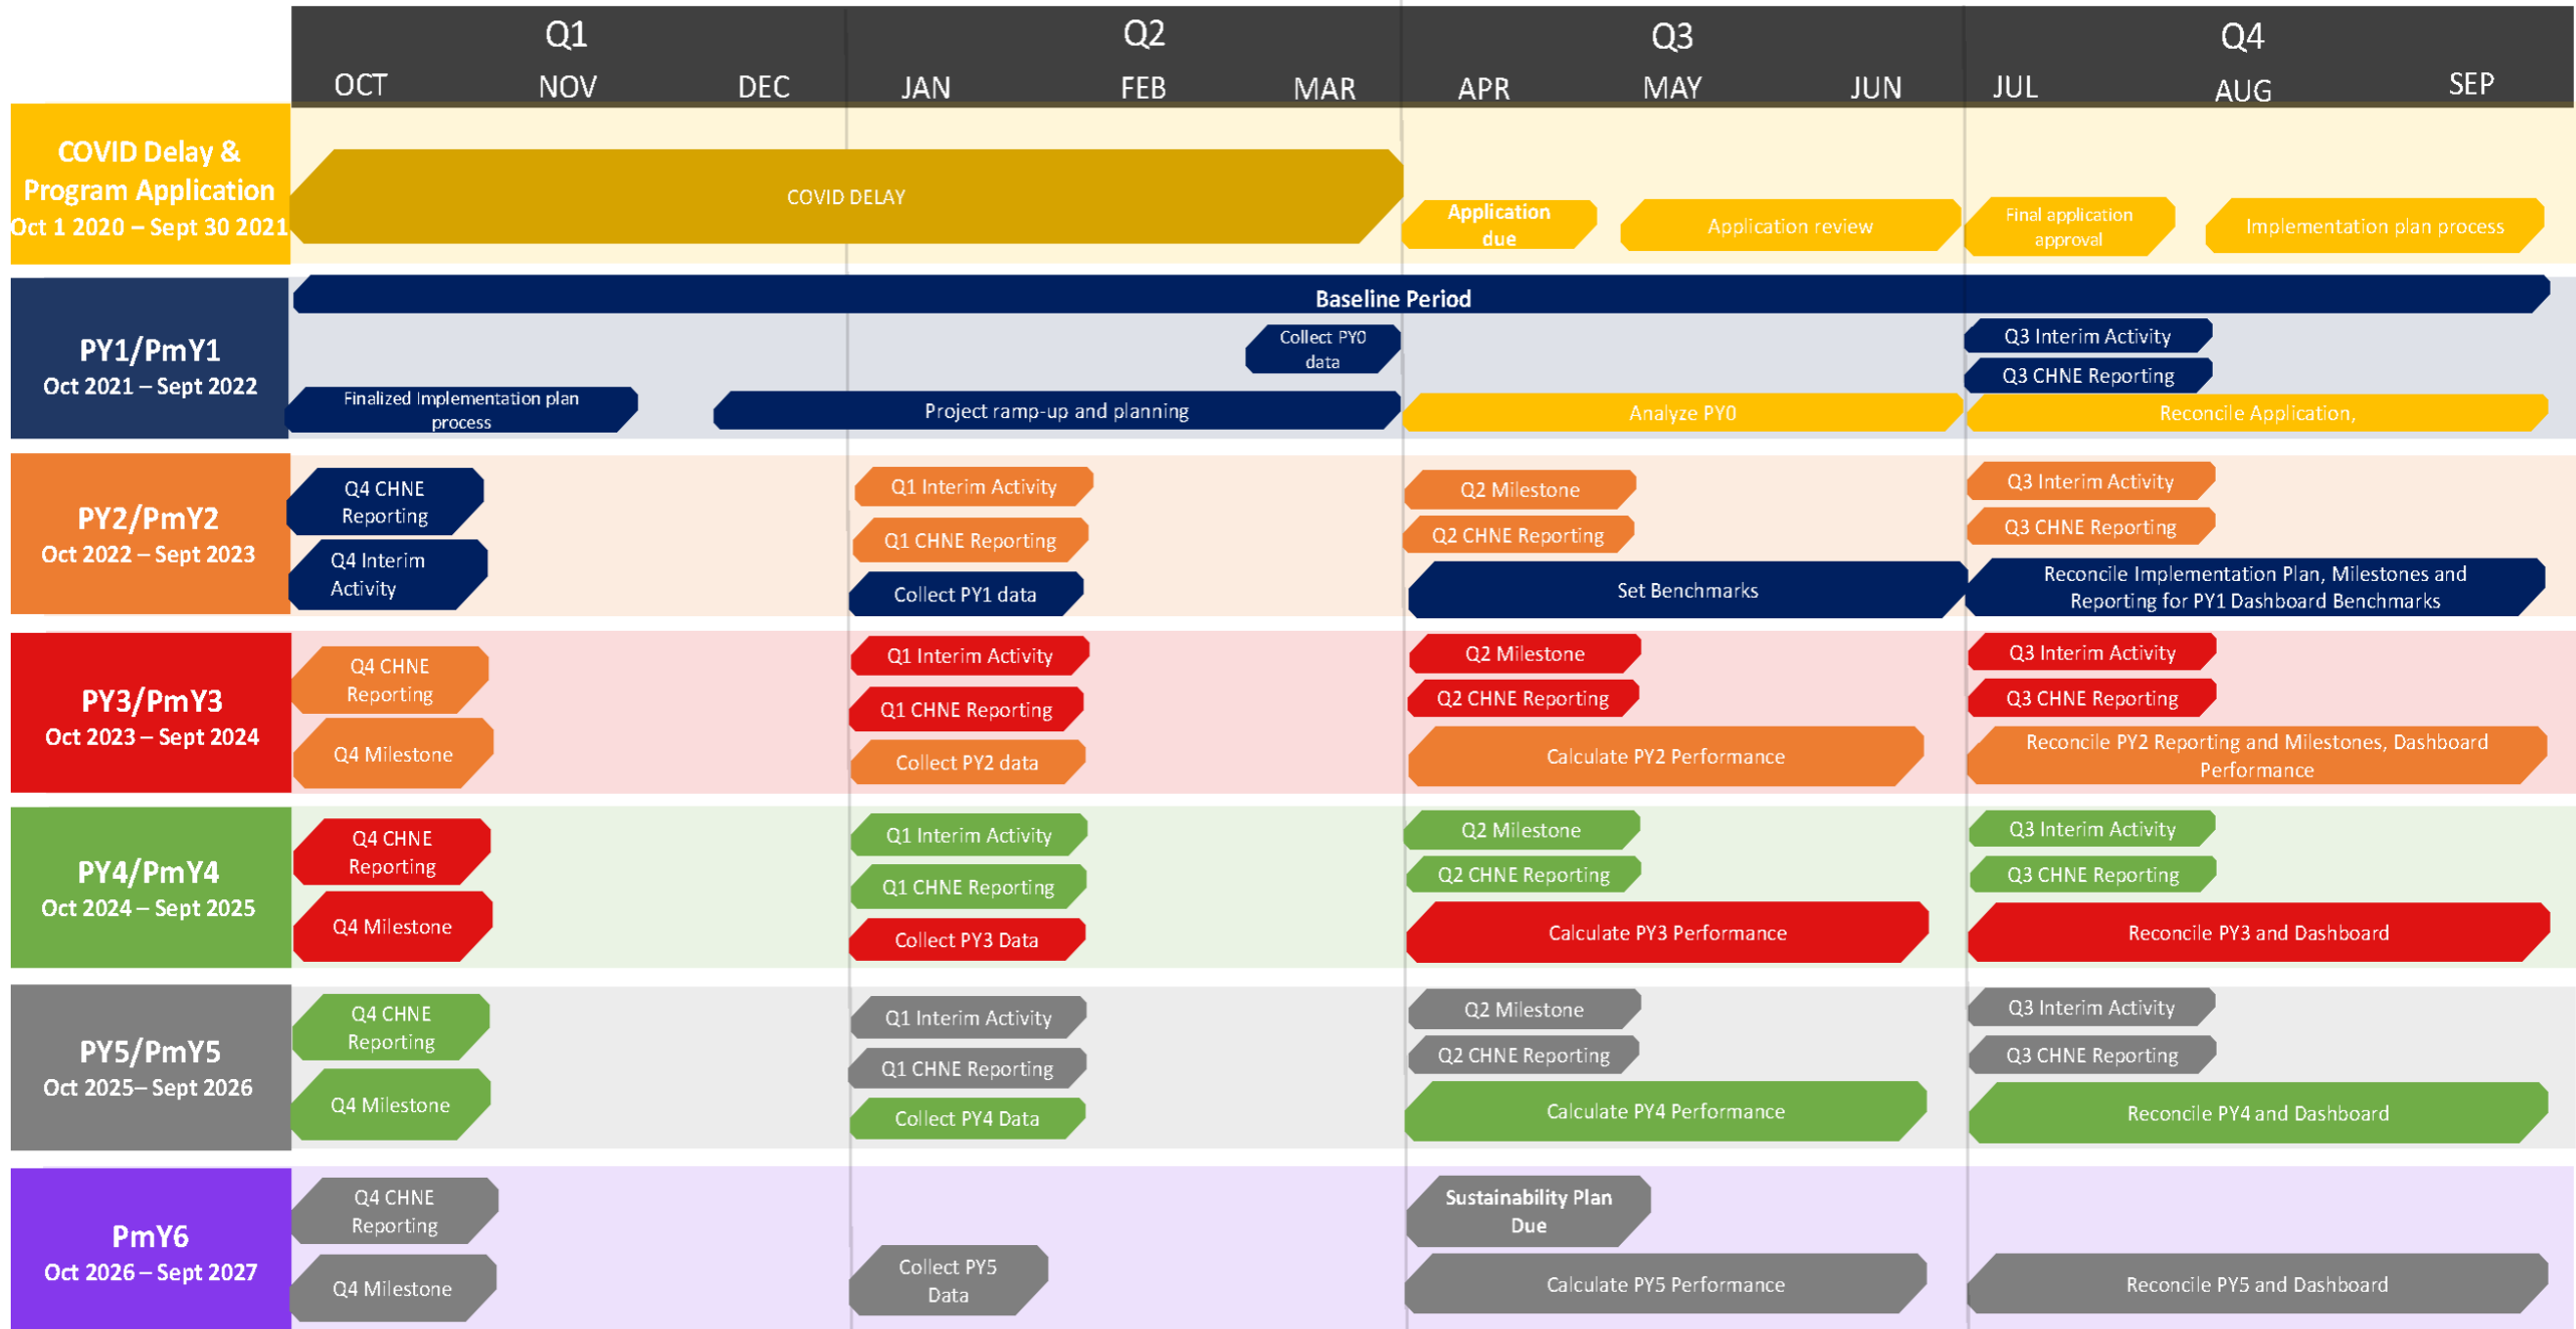 Q1
Q2
Q3
Q4
OCT
NOV
DEC
JAN
FEB
MAR
APR
MAY
JUN
JUL
AUG
SEP
COVID Delay &
Program Application
Oct 1 2020 – Sept 30 2021
COVID DELAY
Application
due
Application review
Final application
approval
Implementation plan process
PY1/PmY1
Oct 2021 – Sept 2022
Baseline Period
Collect PY0
data
Q3 Interim Activity
Q3 CHNE Reporting
Finalized Implementation plan
process
Project ramp-up and planning
Analyze PY0
Reconcile Application,
PY2/PmY2
Oct 2022 – Sept 2023
Q4 CHNE
Reporting
Q4 Interim
Activity
Q1 Interim Activity
Q1 CHNE Reporting
Collect PY1 data
Q2 Milestone
Q2 CHNE Reporting
Set Benchmarks
Q3 Interim Activity
Q3 CHNE Reporting
Reconcile Implementation Plan, Milestones and
Reporting for PY1 Dashboard Benchmarks
PY3/PmY3
Oct 2023 – Sept 2024
Q4 CHNE
Reporting
Q4 Milestone
Q1 Interim Activity
Q1 CHNE Reporting
Collect PY2 data
Q2 Milestone
Q2 CHNE Reporting
Calculate PY2 Performance
Q3 Interim Activity
Q3 CHNE Reporting
Reconcile PY2 Reporting and Milestones, Dashboard
Performance
PY4/PmY4
Oct 2024 – Sept 2025
Q4 CHNE
Reporting
Q4 Milestone
Q1 Interim Activity
Q1 CHNE Reporting
Collect PY3 Data
Q2 Milestone
Q2 CHNE Reporting
Calculate PY3 Performance
Q3 Interim Activity
Q3 CHNE Reporting
Reconcile PY3 and Dashboard
PY5/PmY5
Oct 2025– Sept 2026
Q4 CHNE
Reporting
Q4 Milestone
Q1 Interim Activity
Q1 CHNE Reporting
Collect PY4 Data
Q2 Milestone
Q2 CHNE Reporting
Calculate PY4 Performance
Q3 Interim Activity
Q3 CHNE Reporting
Reconcile PY4 and Dashboard
PmY6
Oct 2026 – Sept 2027
Q4 CHNE
Reporting
Q4 Milestone
Collect PY5
Data
Sustainability Plan
Due
Calculate PY5 Performance
Reconcile PY5 and Dashboard